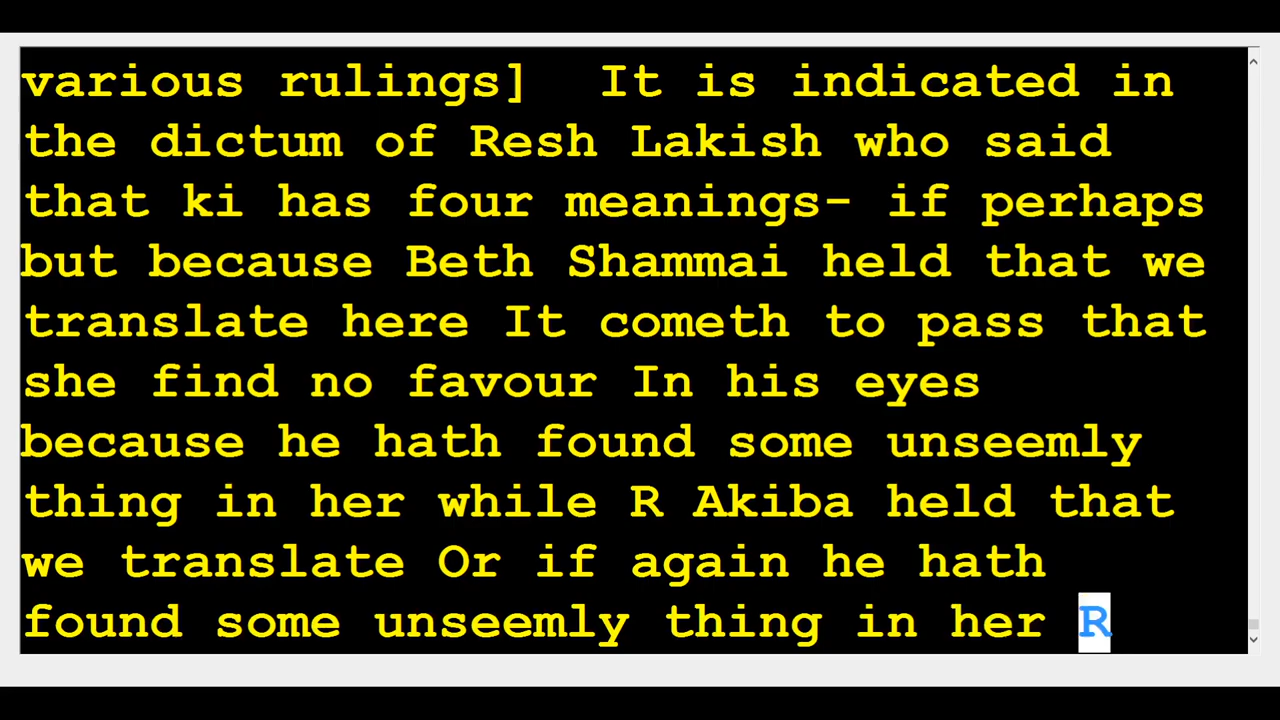 various rulings]  It is indicated in
the dictum of Resh Lakish who said
that ki has four meanings- if perhaps
but because Beth Shammai held that we
translate here It cometh to pass that
she find no favour In his eyes
because he hath found some unseemly
thing in her while R Akiba held that
we translate Or if again he hath
found some unseemly thing in her R